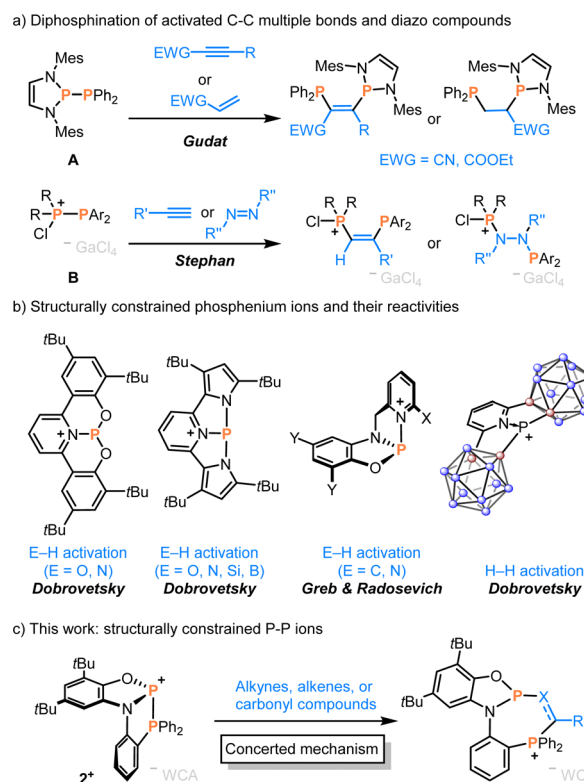 a) Diphosphination of activated C-C multiple bonds and diazo compounds
Mes
N
P–PPh2
N
Mes
A
EWG R
or
EWG
Gudat
Mes
N
Ph2P P
N
EWG R Mes
or
Mes
N
Ph2P P
N
Mes
EWG
EWG = CN, COOEt
R +
R P–PAr2
Cl
−GaCl4
B
R' or N=N R''
R''
Stephan
R R
Cl P PAr2
+
H R'
−GaCl4
or
R R
Cl P R''
+ N–N
R'' PAr2
−GaCl4
b) Structurally constrained phosphenium ions and their reactivities
tBu tBu
O
+N–P
O
tBu
tBu
E–H activation
(E = O, N)
Dobrovetsky
tBu tBu
N
+N–P
N
tBu tBu
E–H activation
(E = O, N, Si, B)
Dobrovetsky
+
N X
Y N
O P
Y
E–H activation
(E = C, N)
Greb & Radosevich
N P
+
H–H activation
Dobrovetsky
c) This work: structurally constrained P-P ions
tBu
O +
P
tBu N
PPh2
2+ −WCA
Alkynes, alkenes, or
carbonyl compounds
Concerted mechanism
tBu
O
P X
tBu N
R
PPh2
+
−WC